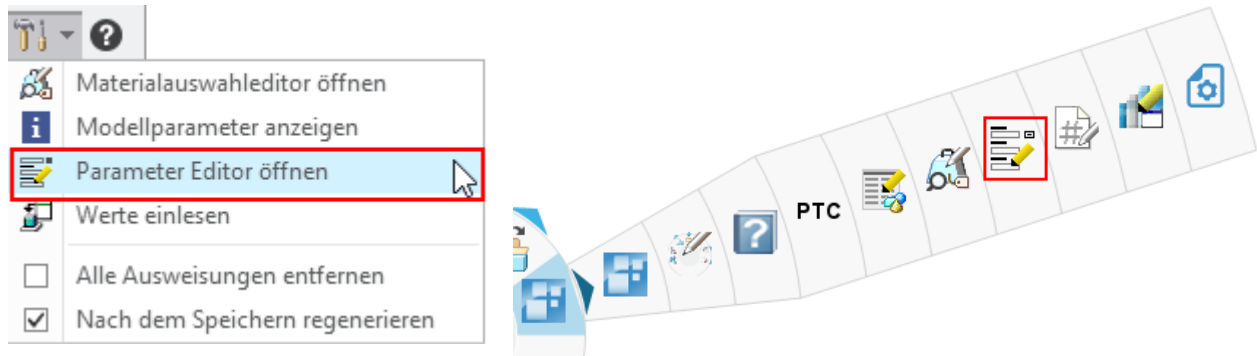 Materialauswahleditor öffnen
Modellparameter anzeigen
Parameter Editor öffnen
Werte einlesen
Alle Ausweisungen entfernen
Nach dem Speichern regenerieren
PTC